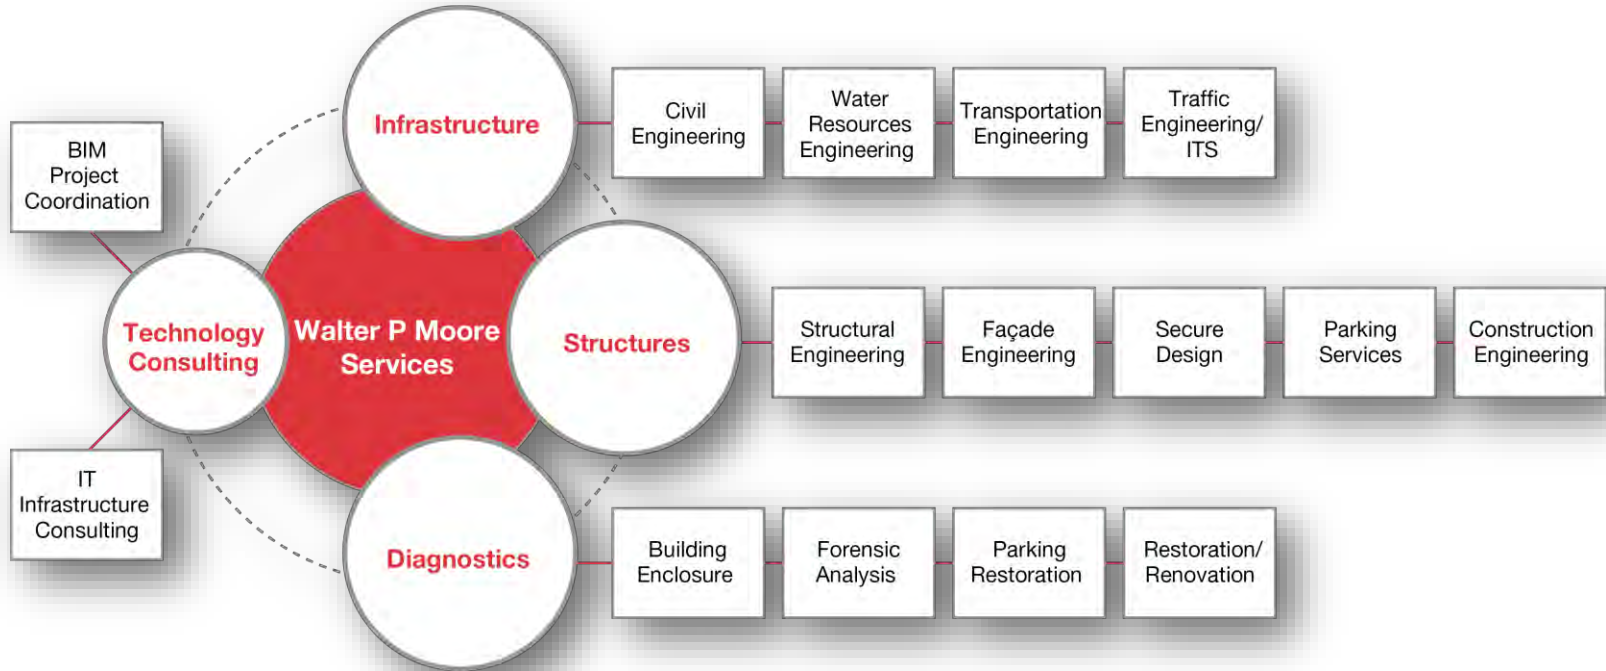 Infrastructure
Civil
Engineering
Water
Resources
Engineering
Transportation
Engineering
Traffic
Engineering/
ITS
BIM
Project
Coordination
Technology
Consulting
Walter P Moore
Services
Structures
Structural
Engineering
Façade
Engineering
Secure
Design
Parking
Services
Construction
Engineering
IT
Infrastructure
Consulting
Diagnostics
Building
Enclosure
Forensic
Analysis
Parking
Restoration
Restoration/
Renovation